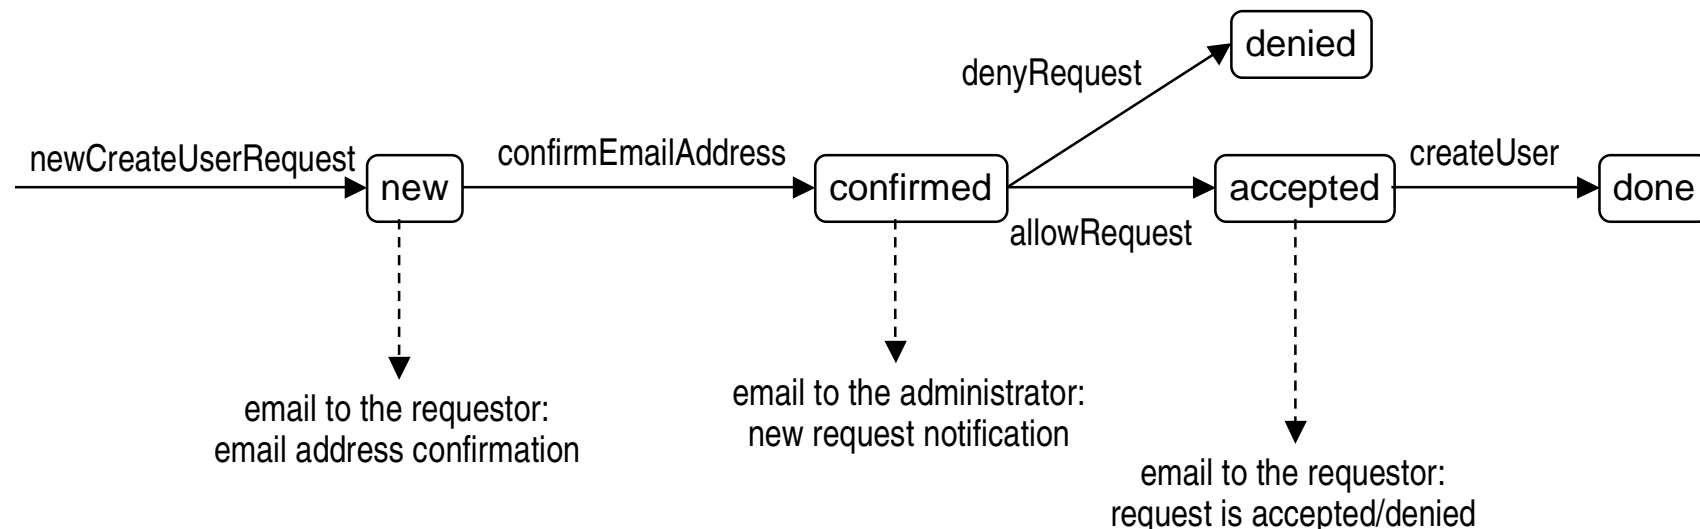 denied
denyRequest
newCreateUserRequest
confirmEmailAddress
createUser
new
confirmed
accepted
done
allowRequest
email to the requestor:
email address confirmation
email to the administrator:
new request notification
email to the requestor:
request is accepted/denied